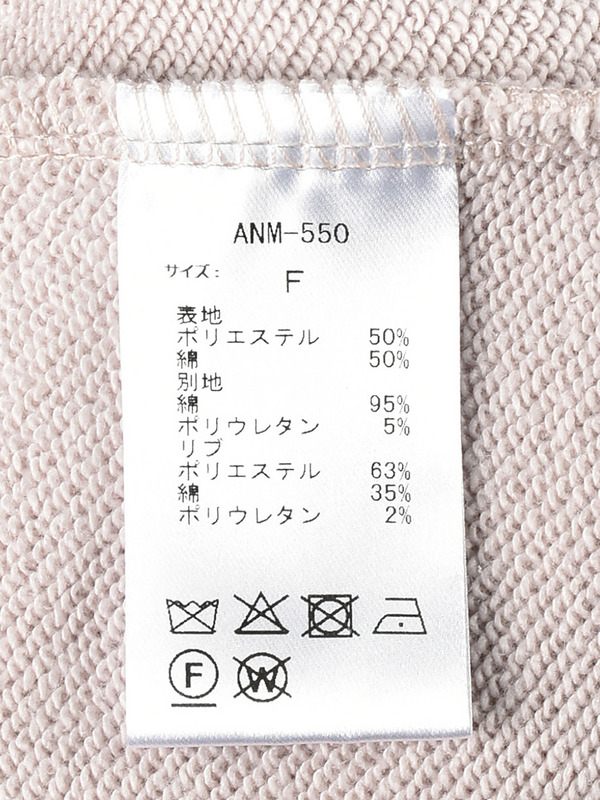 ANM-550
サイズ: F
表地
ポリエステル 50%
綿 50%
別地
綿 95%
ポリウレタン 5%
リブ
ポリエステル 63%
綿 35%
ポリウレタン 2%
F W